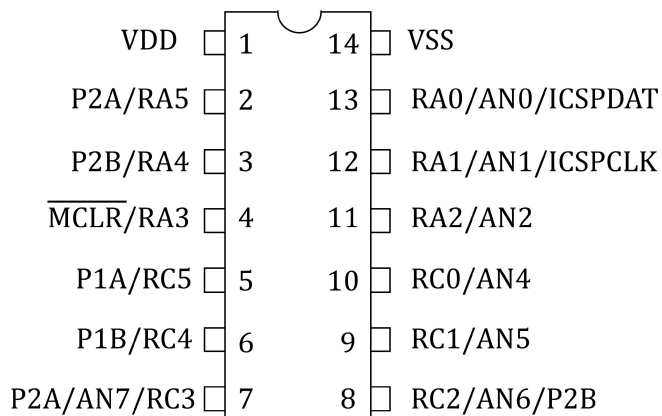 VDD 1 14 VSS
P2A/RA5 2 13 RA0/AN0/ICSPDAT
P2B/RA4 3 12 RA1/AN1/ICSPCLK
M̅C̅L̅R̅/RA3 4 11 RA2/AN2
P1A/RC5 5 10 RC0/AN4
P1B/RC4 6 9 RC1/AN5
P2A/AN7/RC3 7 8 RC2/AN6/P2B